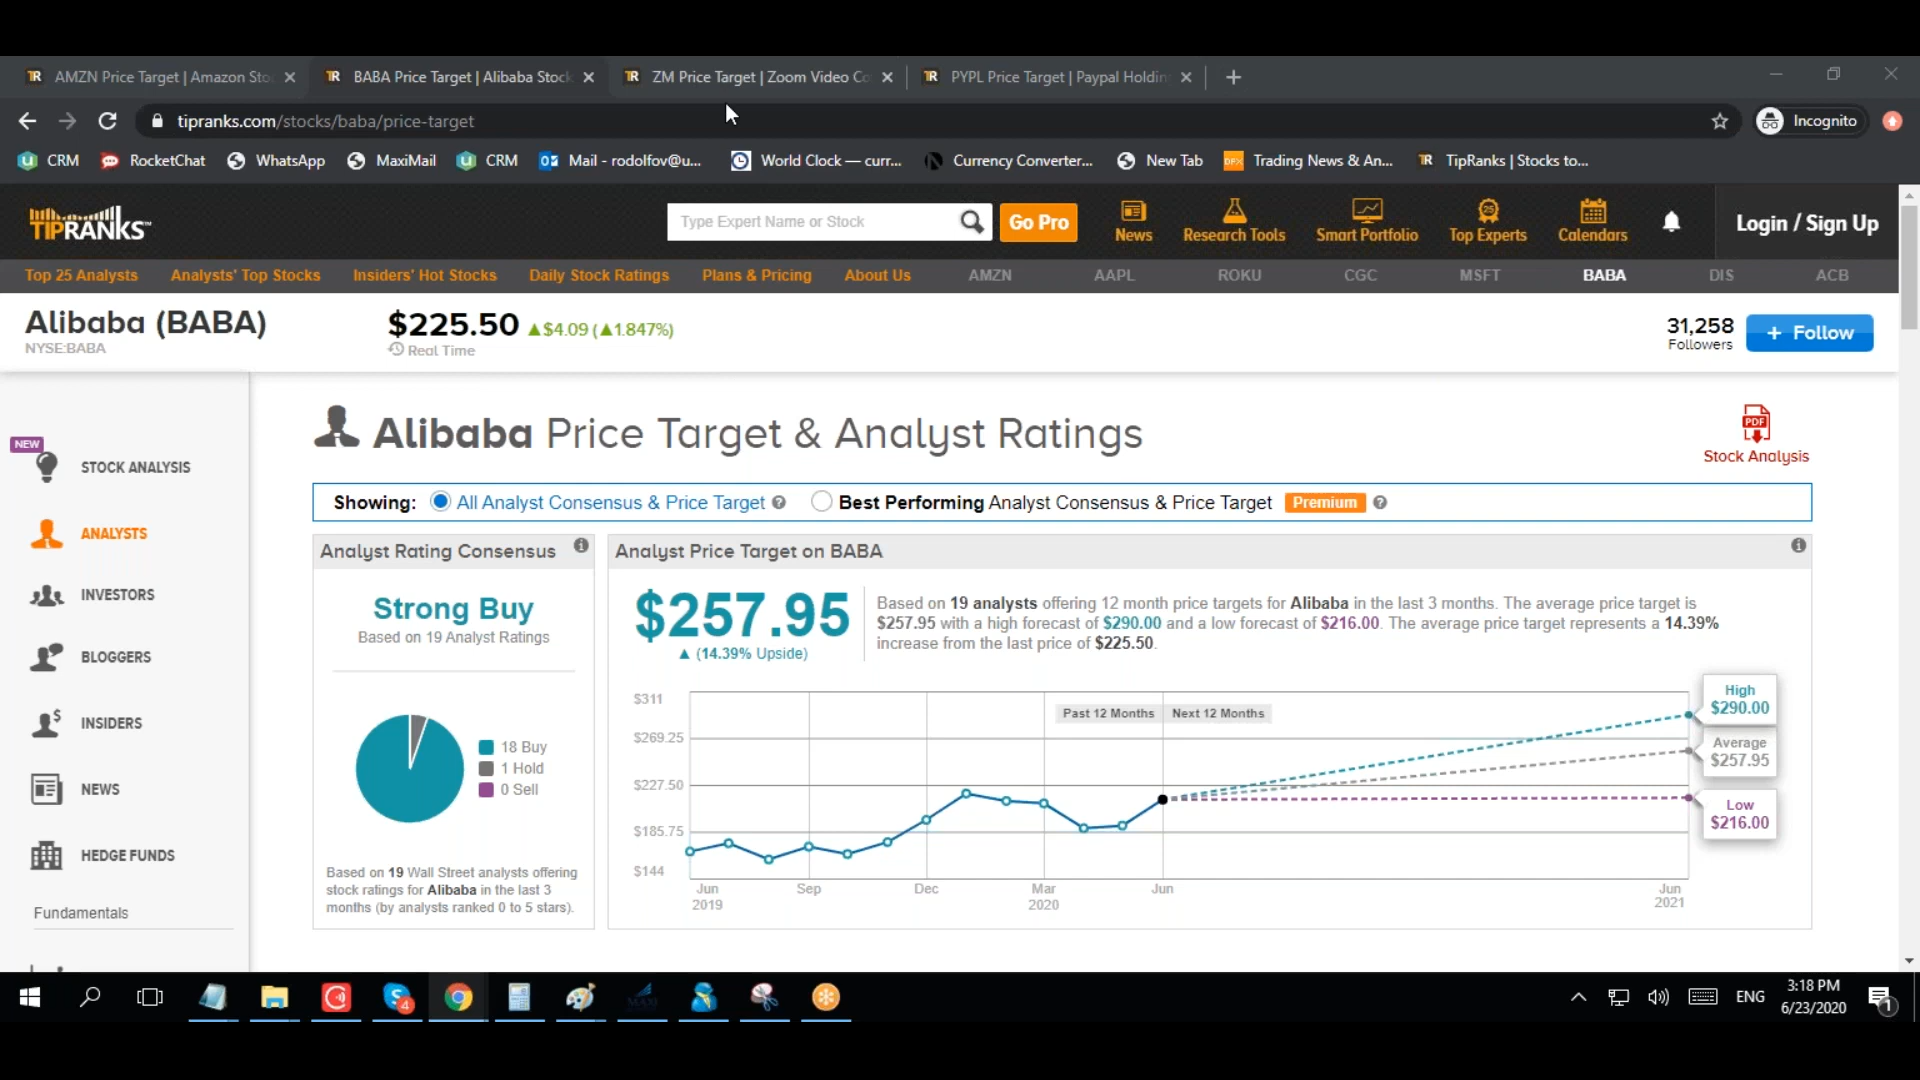 AMZN Price Target | Amazon Sto
BABA Price Target | Alibaba Stock
ZM Price Target | Zoom Video Co
PYPL Price Target | Paypal Holdin
tipranks.com/stocks/baba/price-target
Incognito
CRM
RocketChat
WhatsApp
MaxiMail
CRM
Mail - rodolfov@u...
World Clock — curr...
Currency Converter...
New Tab
Trading News & An...
TipRanks | Stocks to...
TIPRANKS™
Type Expert Name or Stock
Go Pro
News
Research Tools
Smart Portfolio
25
Top Experts
Calendars
Login / Sign Up
Top 25 Analysts
Analysts' Top Stocks
Insiders' Hot Stocks
Daily Stock Ratings
Plans & Pricing
About Us
AMZN
AAPL
ROKU
CGC
MSFT
BABA
DIS
ACB
Alibaba (BABA)
NYSE:BABA
$225.50 ▲$4.09 (▲1.847%)
Real Time
31,258
Followers
+ Follow
NEW
STOCK ANALYSIS
ANALYSTS
INVESTORS
BLOGGERS
INSIDERS
NEWS
HEDGE FUNDS
Fundamentals
Alibaba Price Target & Analyst Ratings
PDF
Stock Analysis
Showing: All Analyst Consensus & Price Target ? Best Performing Analyst Consensus & Price Target Premium ?
Analyst Rating Consensus
Strong Buy
Based on 19 Analyst Ratings
18 Buy
1 Hold
0 Sell
Based on 19 Wall Street analysts offering
stock ratings for Alibaba in the last 3
months (by analysts ranked 0 to 5 stars).
Analyst Price Target on BABA
$257.95
▲ (14.39% Upside)
Based on 19 analysts offering 12 month price targets for Alibaba in the last 3 months. The average price target is
$257.95 with a high forecast of $290.00 and a low forecast of $216.00. The average price target represents a 14.39%
increase from the last price of $225.50.
$311
$269.25
$227.50
$185.75
$144
Past 12 Months
Next 12 Months
High
$290.00
Average
$257.95
Low
$216.00
Jun
2019
Sep
Dec
Mar
2020
Jun
Jun
2021
4
ENG
3:18 PM
6/23/2020
1